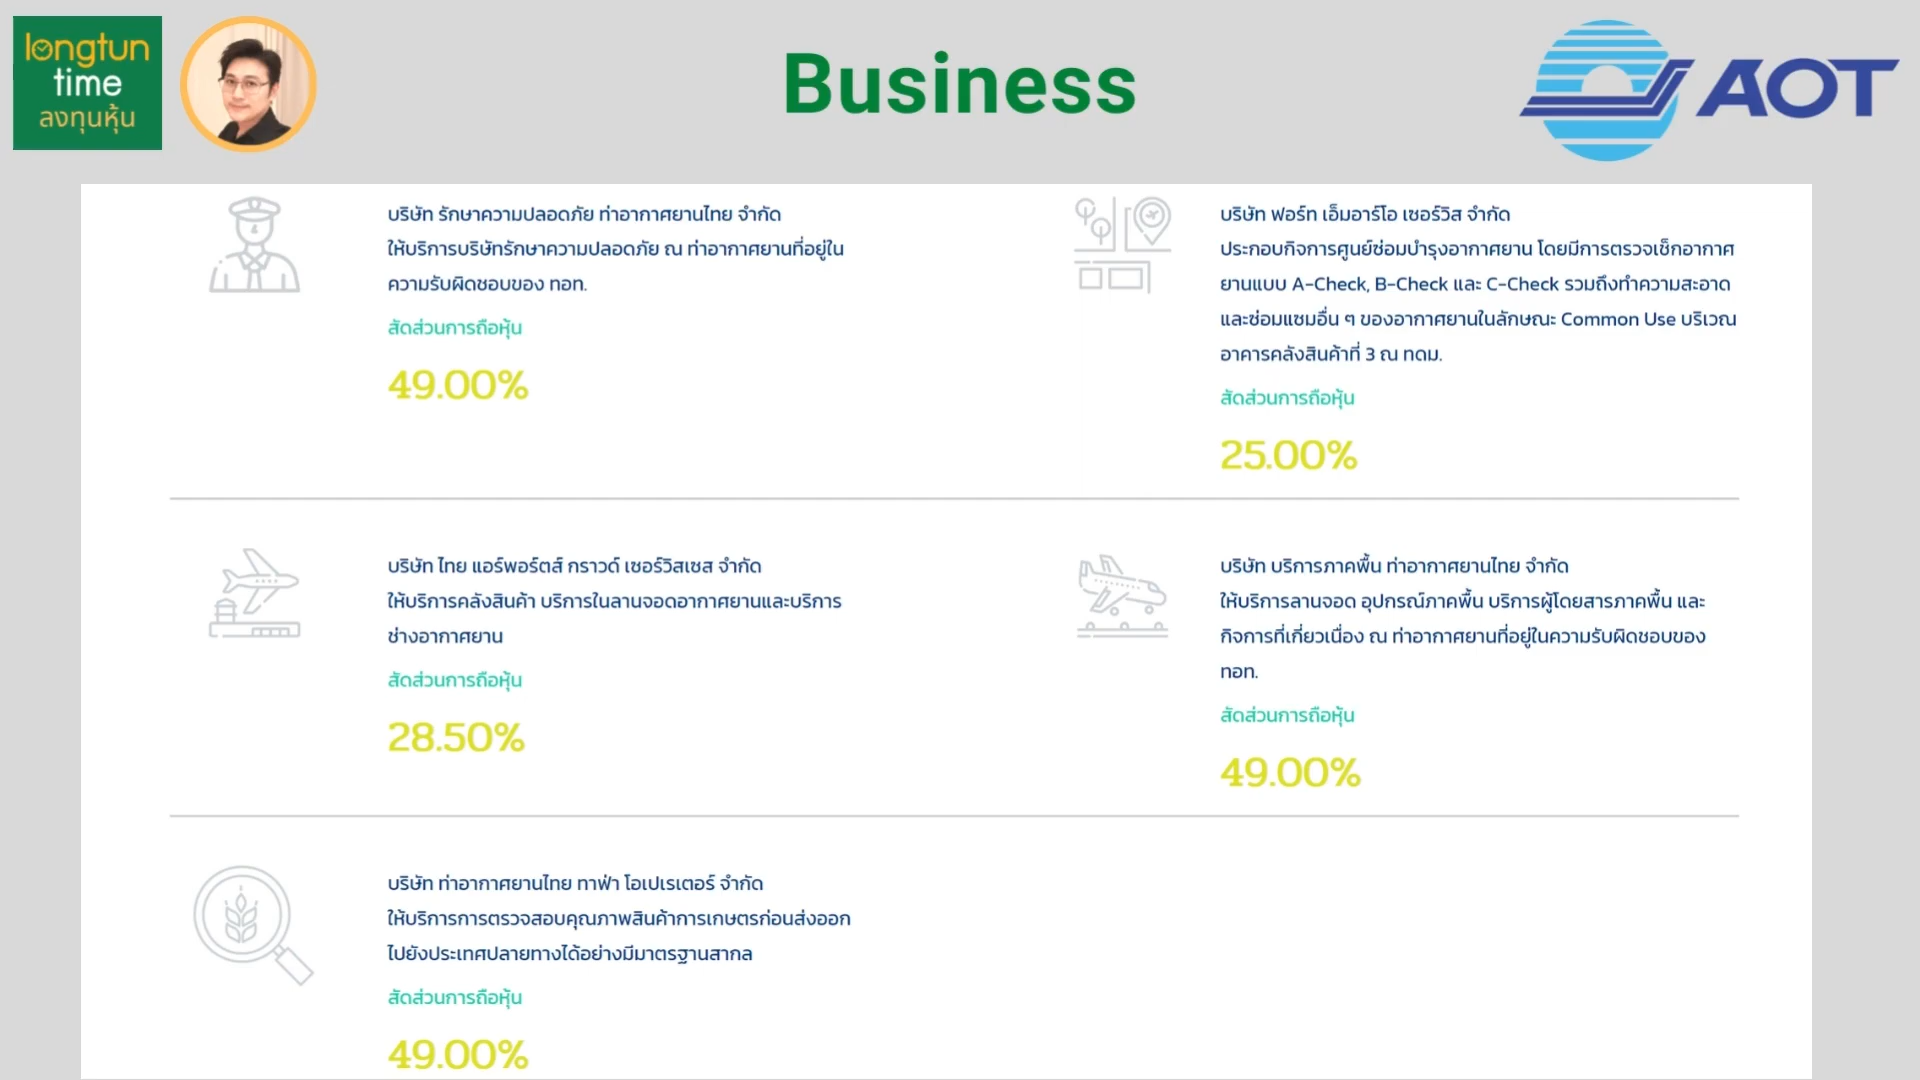 longtun
time
ลงทุนหุ้น
Business
AOT
บริษัท รักษาความปลอดภัย ท่าอากาศยานไทย จำกัด
ให้บริการบริษัทรักษาความปลอดภัย ณ ท่าอากาศยานที่อยู่ใน
ความรับผิดชอบของ ทอท.
สัดส่วนการถือหุ้น
49.00%
บริษัท ฟอร์ท เอ็มอาร์โอ เซอร์วิส จำกัด
ประกอบกิจการศูนย์ซ่อมบำรุงอากาศยาน โดยมีการตรวจเช็กอากาศ
ยานแบบ A-Check, B-Check และ C-Check รวมถึงทำความสะอาด
และซ่อมแซมอื่น ๆ ของอากาศยานในลักษณะ Common Use บริเวณ
อาคารคลังสินค้าที่ 3 ณ ทดม.
สัดส่วนการถือหุ้น
25.00%
บริษัท ไทย แอร์พอร์ตส์ กราวด์ เซอร์วิสเซส จำกัด
ให้บริการคลังสินค้า บริการในลานจอดอากาศยานและบริการ
ช่างอากาศยาน
สัดส่วนการถือหุ้น
28.50%
บริษัท บริการภาคพื้น ท่าอากาศยานไทย จำกัด
ให้บริการลานจอด อุปกรณ์ภาคพื้น บริการผู้โดยสารภาคพื้น และ
กิจการที่เกี่ยวเนื่อง ณ ท่าอากาศยานที่อยู่ในความรับผิดชอบของ
ทอท.
สัดส่วนการถือหุ้น
49.00%
บริษัท ท่าอากาศยานไทย ทาฟ่า โอเปเรเตอร์ จำกัด
ให้บริการการตรวจสอบคุณภาพสินค้าการเกษตรก่อนส่งออก
ไปยังประเทศปลายทางได้อย่างมีมาตรฐานสากล
สัดส่วนการถือหุ้น
49.00%